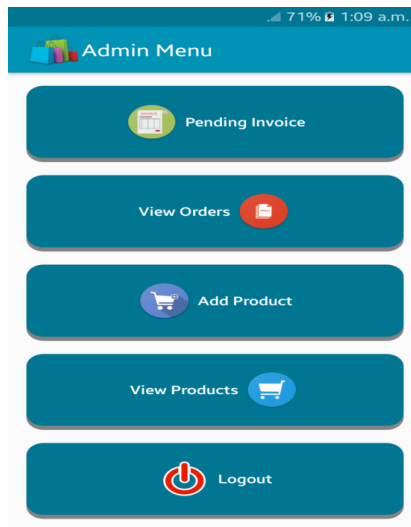 71% 1:09 a.m.
Admin Menu
Pending Invoice
View Orders
Add Product
View Products
Logout